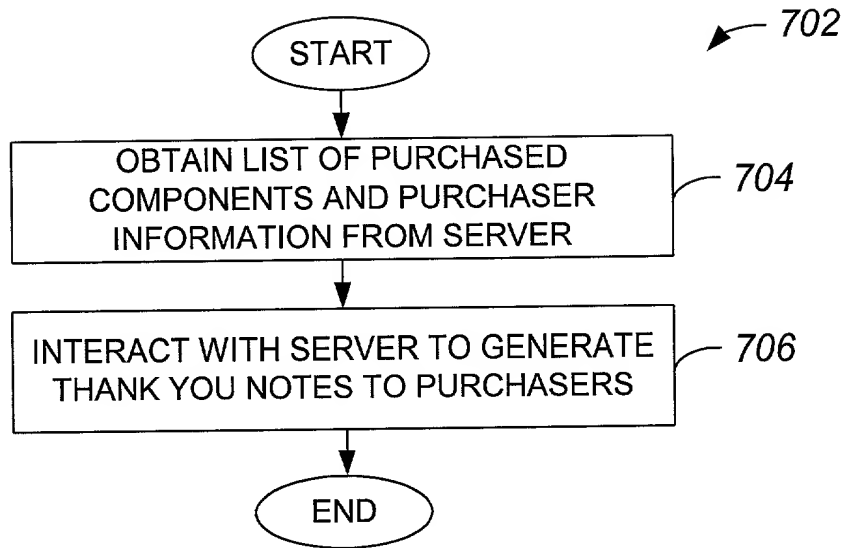 702
START
OBTAIN LIST OF PURCHASED
COMPONENTS AND PURCHASER
INFORMATION FROM SERVER
704
INTERACT WITH SERVER TO GENERATE
THANK YOU NOTES TO PURCHASERS
706
END